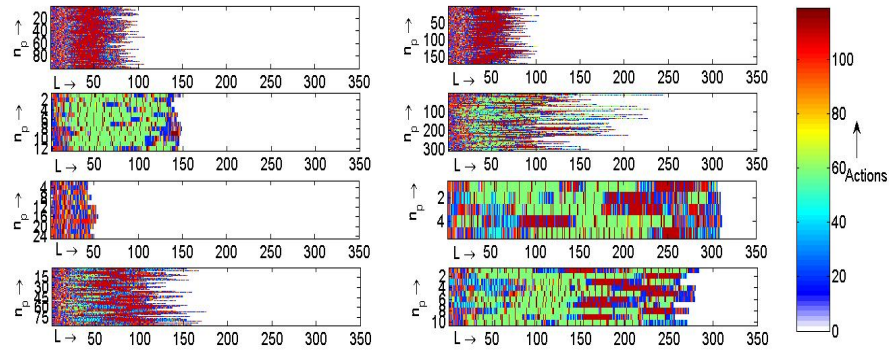 n_p → 20 40 60 80
L → 50 100 150 200 250 300 350
n_p → 50 100 150
L → 50 100 150 200 250 300 350
n_p → 2 4 6 8 10 12
L → 50 100 150 200 250 300 350
n_p → 100 200 300
L → 50 100 150 200 250 300 350
n_p → 4 8 12 16 20 24
L → 50 100 150 200 250 300 350
n_p → 2 4
L → 50 100 150 200 250 300 350
n_p → 15 30 45 60 75
L → 50 100 150 200 250 300 350
n_p → 2 4 6 8 10
L → 50 100 150 200 250 300 350
100
80
60
40
20
0
→ Actions